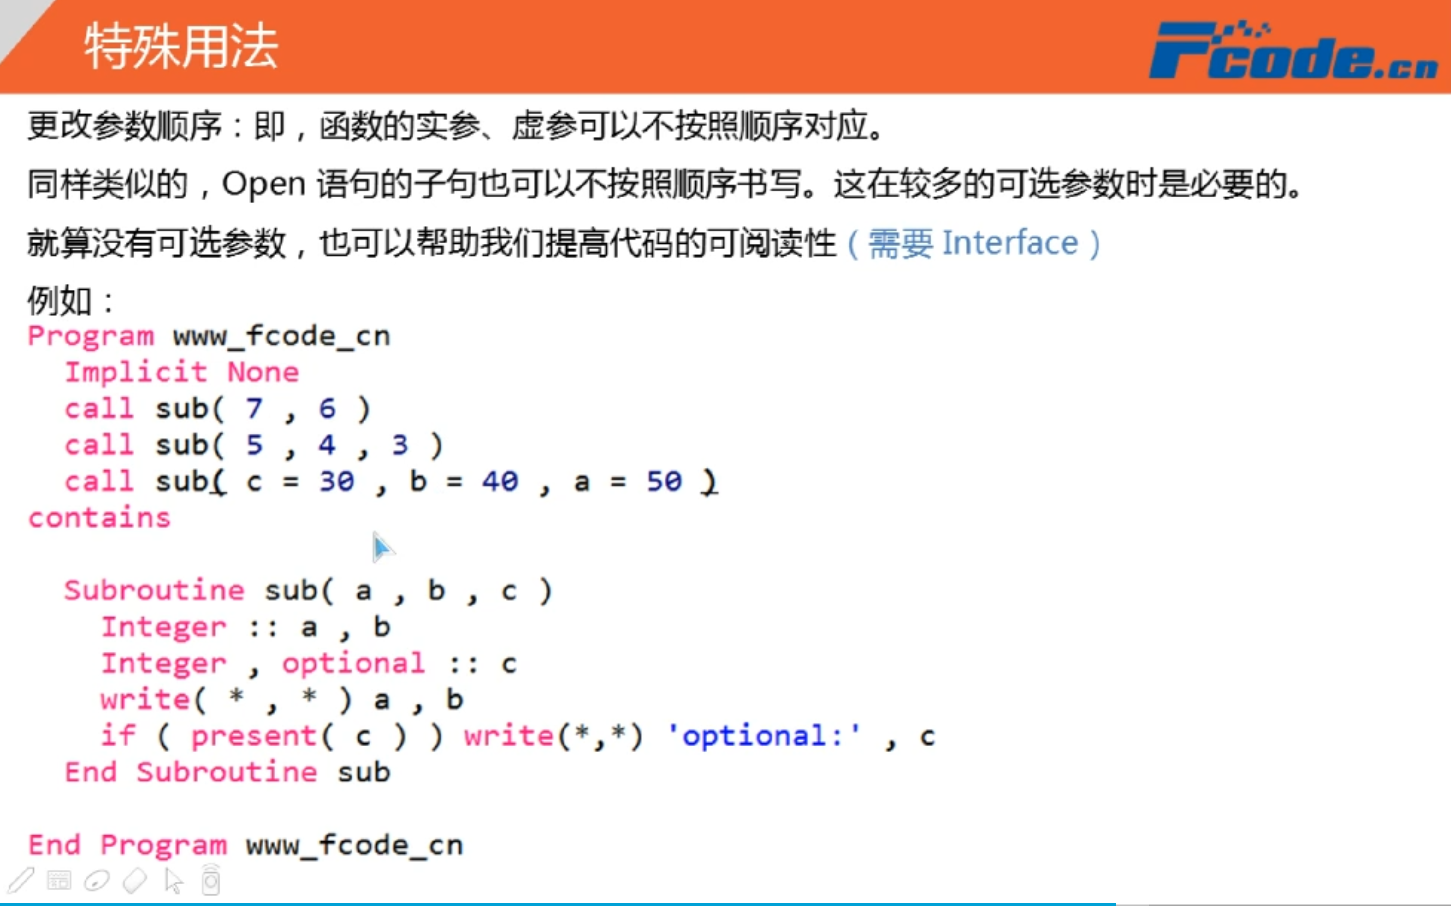 特殊用法
Fcode.cn
更改参数顺序：即，函数的实参、虚参可以不按照顺序对应。
同样类似的，Open 语句的子句也可以不按照顺序书写。这在较多的可选参数时是必要的。
就算没有可选参数，也可以帮助我们提高代码的可阅读性（需要 Interface）
例如：
Program www_fcode_cn
  Implicit None
  call sub( 7 , 6 )
  call sub( 5 , 4 , 3 )
  call sub( c = 30 , b = 40 , a = 50 )
contains
  Subroutine sub( a , b , c )
    Integer :: a , b
    Integer , optional :: c
    write( * , * ) a , b
    if ( present( c ) ) write(*,*) 'optional:' , c
  End Subroutine sub
End Program www_fcode_cn